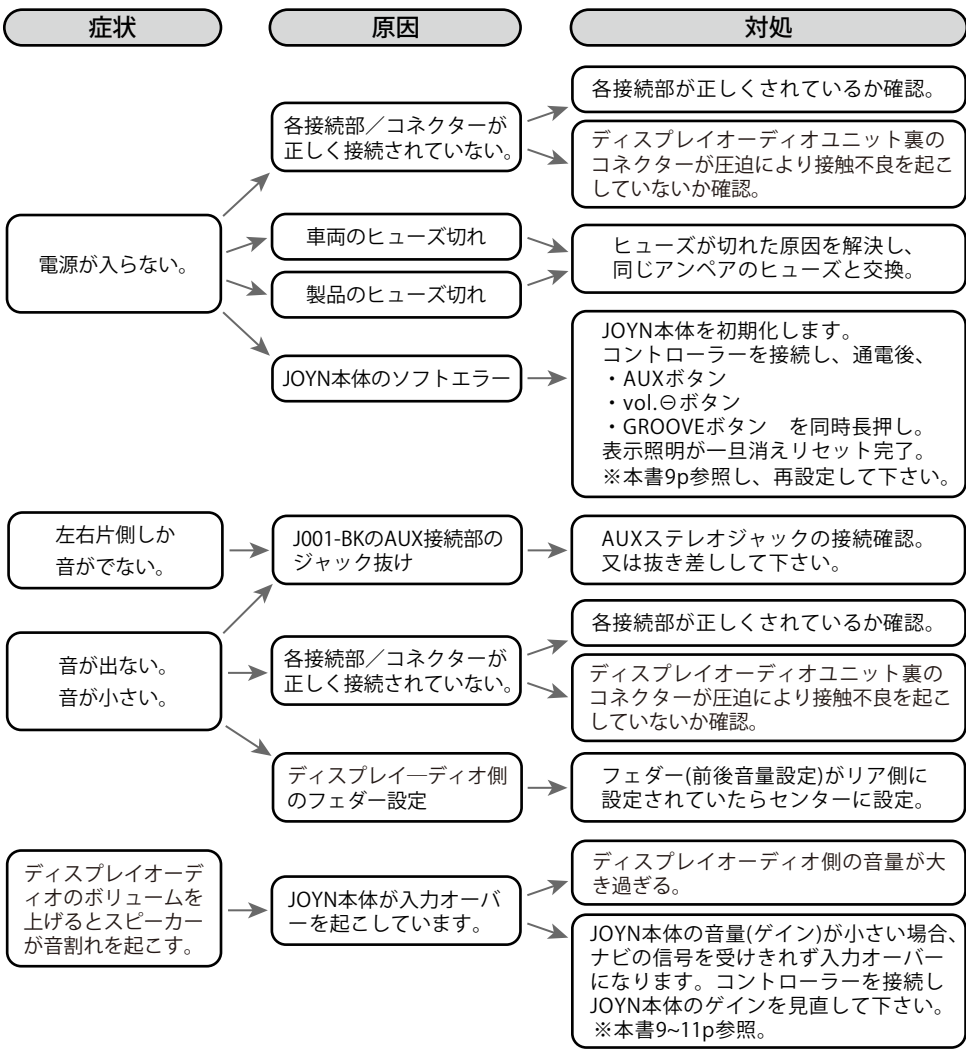 症状
原因
対処
電源が入らない。
各接続部／コネクターが
正しく接続されていない。
各接続部が正しくされているか確認。
ディスプレイオーディオユニット裏の
コネクターが圧迫により接触不良を起こ
していないか確認。
車両のヒューズ切れ
製品のヒューズ切れ
ヒューズが切れた原因を解決し、
同じアンペアのヒューズと交換。
JOYN本体のソフトエラー
JOYN本体を初期化します。
コントローラーを接続し、通電後、
・AUXボタン
・vol.⊖ボタン
・GROOVEボタン　を同時長押し。
表示照明が一旦消えリセット完了。
※本書9p参照し、再設定して下さい。
左右片側しか
音がでない。
J001-BKのAUX接続部の
ジャック抜け
AUXステレオジャックの接続確認。
又は抜き差しして下さい。
音が出ない。
音が小さい。
各接続部／コネクターが
正しく接続されていない。
各接続部が正しくされているか確認。
ディスプレイオーディオユニット裏の
コネクターが圧迫により接触不良を起こ
していないか確認。
ディスプレイ―ディオ側
のフェダー設定
フェダー(前後音量設定)がリア側に
設定されていたらセンターに設定。
ディスプレイオーデ
ィオのボリュームを
上げるとスピーカー
が音割れを起こす。
JOYN本体が入力オーバ
ーを起こしています。
ディスプレイオーディオ側の音量が大
き過ぎる。
JOYN本体の音量(ゲイン)が小さい場合、
ナビの信号を受けきれず入力オーバー
になります。コントローラーを接続し
JOYN本体のゲインを見直して下さい。
※本書9~11p参照。